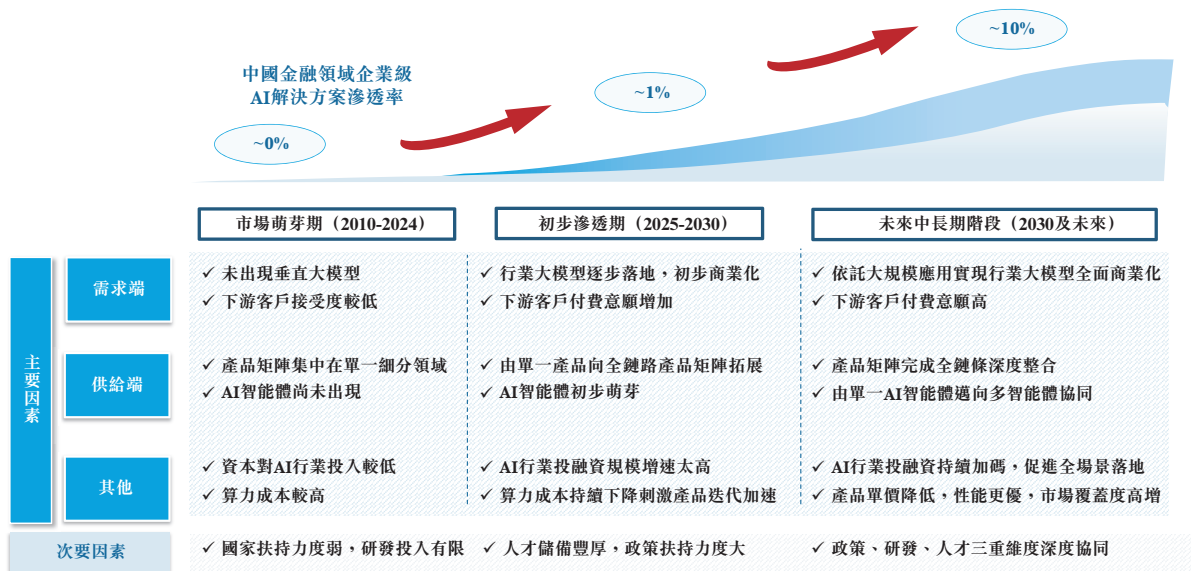 ~10%
~1%
中國金融領域企業級
AI解決方案滲透率
~0%
市場萌芽期（2010-2024）
初步滲透期（2025-2030）
未來中長期階段（2030及未來）
主要因素
需求端
✓ 未出現垂直大模型
✓ 下游客戶接受度較低
✓ 行業大模型逐步落地，初步商業化
✓ 下游客戶付費意願增加
✓ 依託大規模應用實現行業大模型全面商業化
✓ 下游客戶付費意願高
供給端
✓ 產品矩陣集中在單一細分領域
✓ AI智能體尚未出現
✓ 由單一產品向全鏈路產品矩陣拓展
✓ AI智能體初步萌芽
✓ 產品矩陣完成全鏈條深度整合
✓ 由單一AI智能體邁向多智能體協同
其他
✓ 資本對AI行業投入較低
✓ 算力成本較高
✓ AI行業投融資規模增速太高
✓ 算力成本持續下降刺激產品迭代加速
✓ AI行業投融資持續加碼，促進全場景落地
✓ 產品單價降低，性能更優，市場覆蓋度高增
次要因素
✓ 國家扶持力度弱，研發投入有限
✓ 人才儲備豐厚，政策扶持力度大
✓ 政策、研發、人才三重維度深度協同